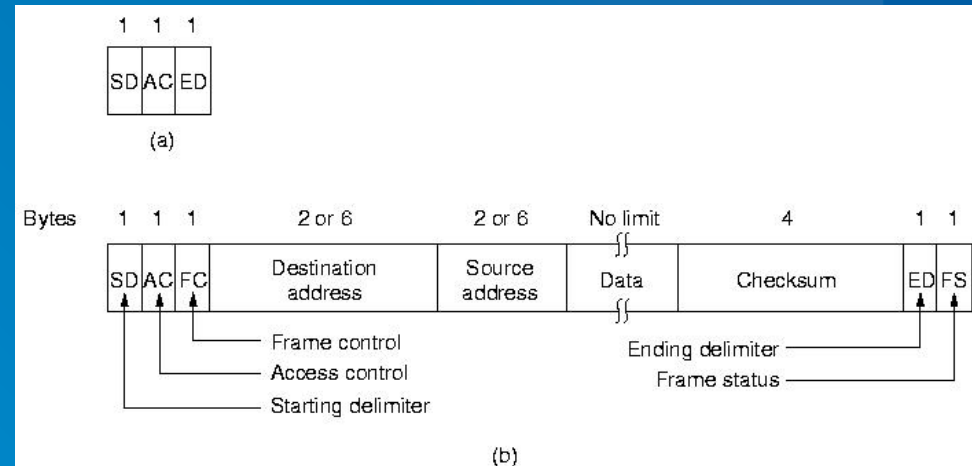 1 1 1
SD AC ED
(a)
Bytes 1 1 1 2 or 6 2 or 6 No limit 4 1 1
SD AC FC Destination address Source address Data Checksum ED FS
Frame control
Access control
Starting delimiter
Ending delimiter
Frame status
(b)